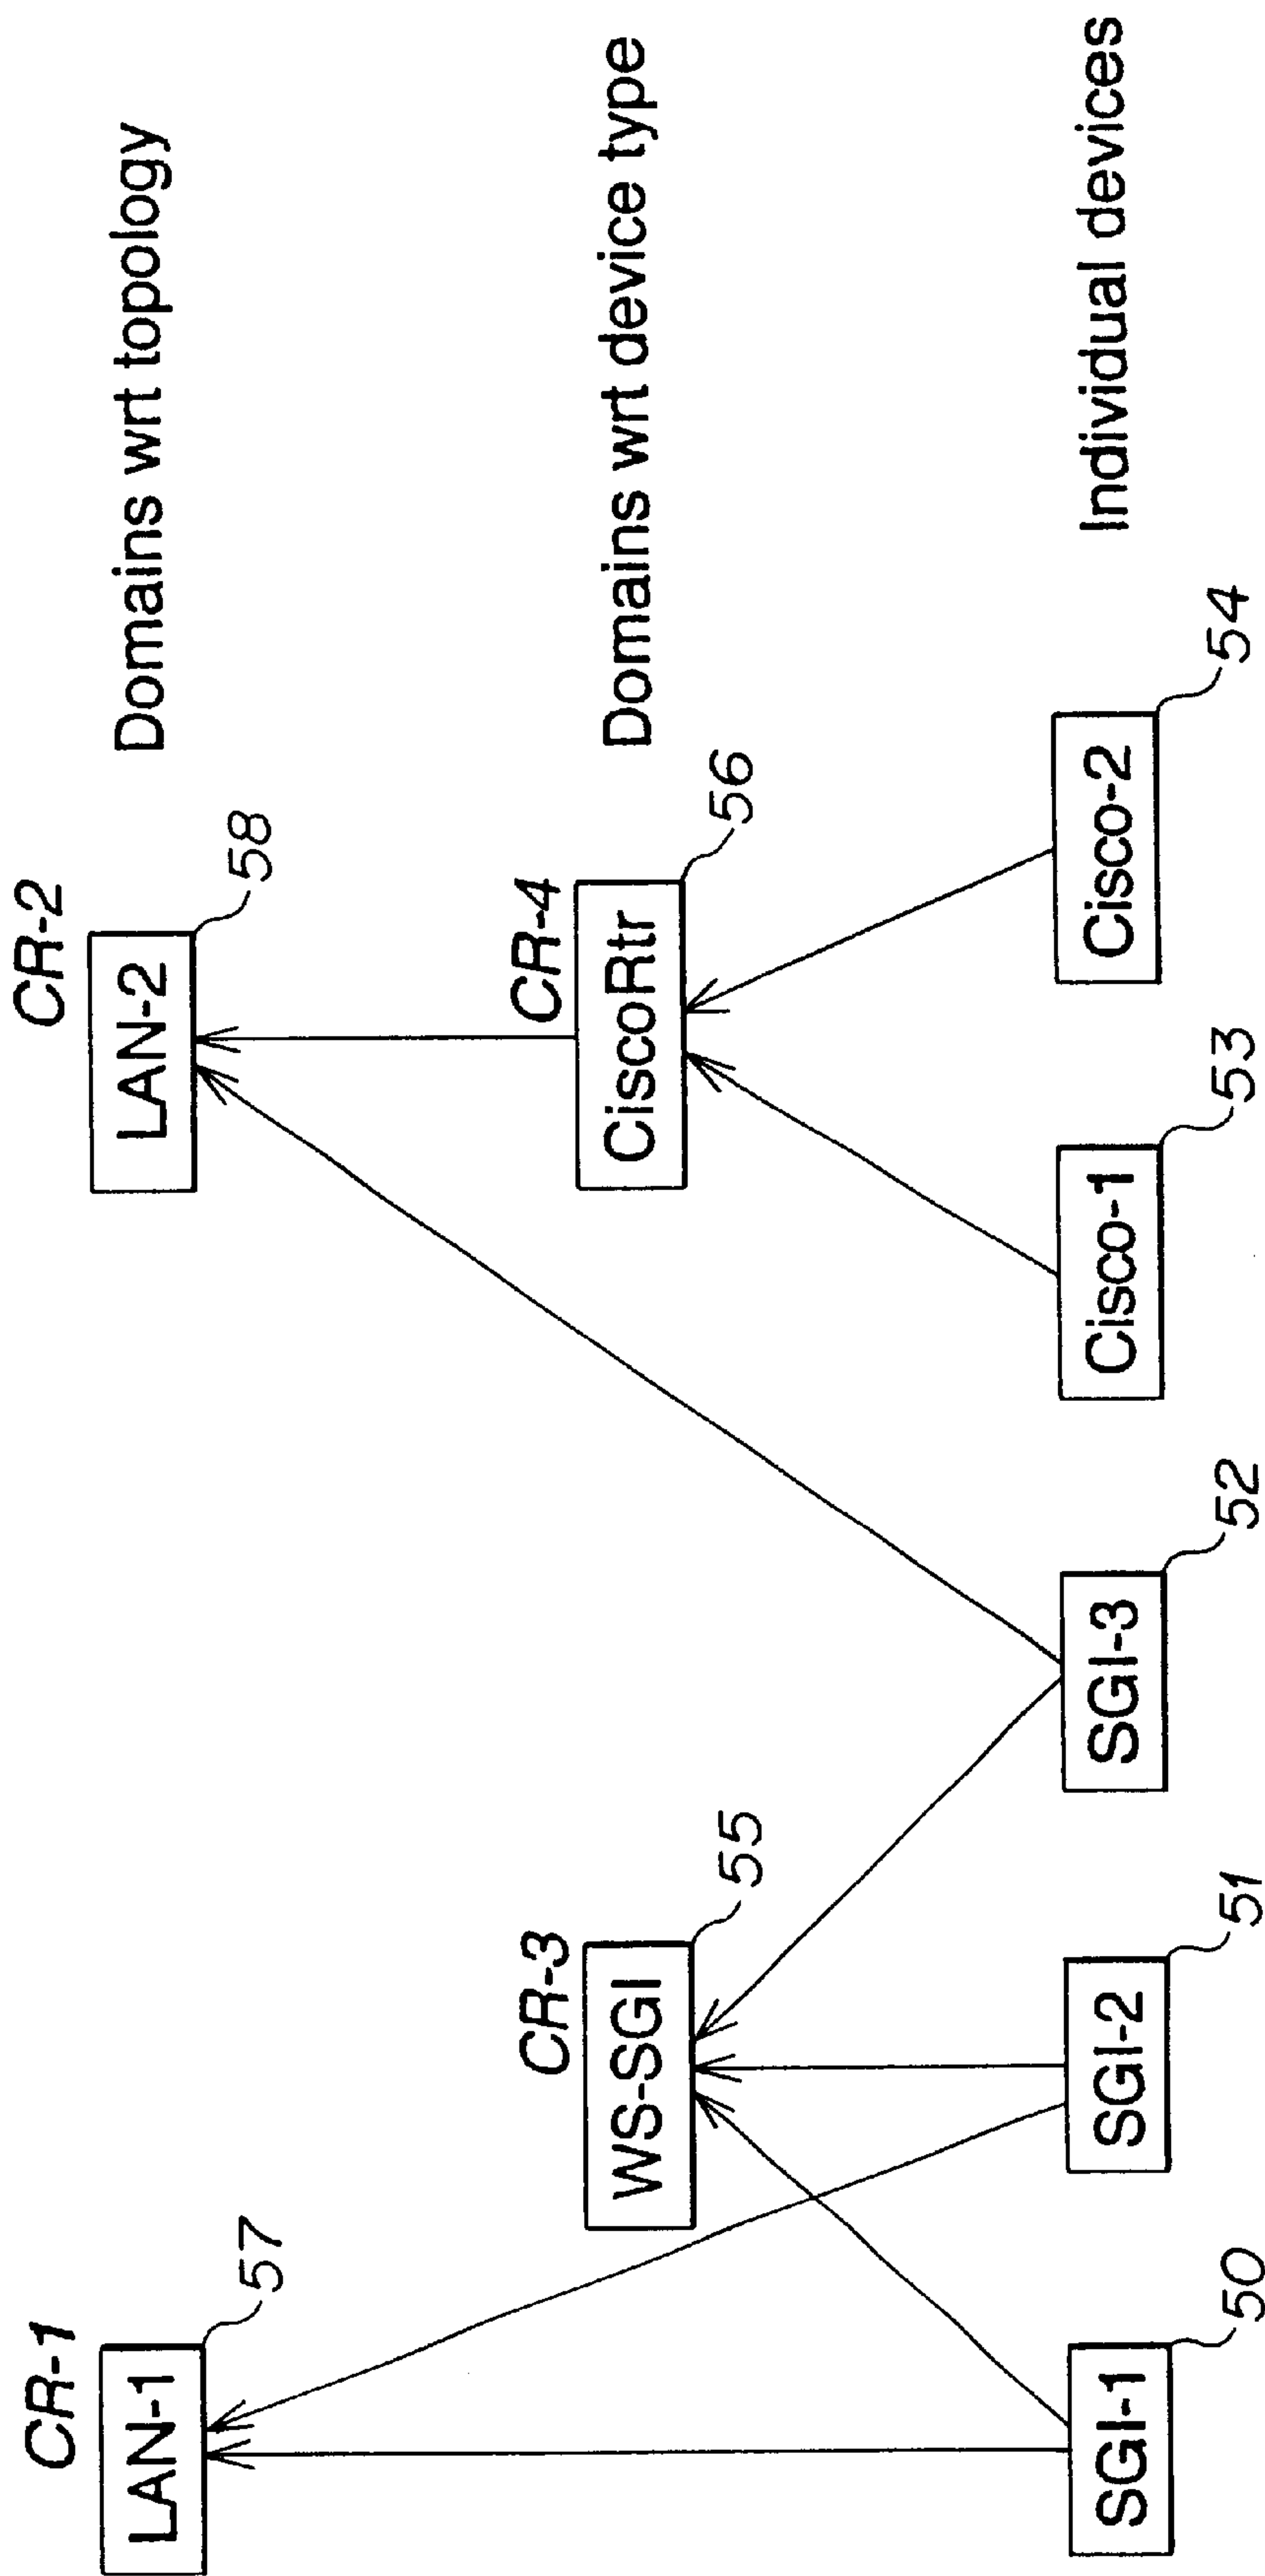 CR-1
LAN-1
57
CR-2
LAN-2
58
Domains wrt topology
CR-3
WS-SGI
55
CR-4
CiscoRtr
56
Domains wrt device type
SGI-1
50
SGI-2
51
SGI-3
52
Cisco-1
53
Cisco-2
54
Individual devices